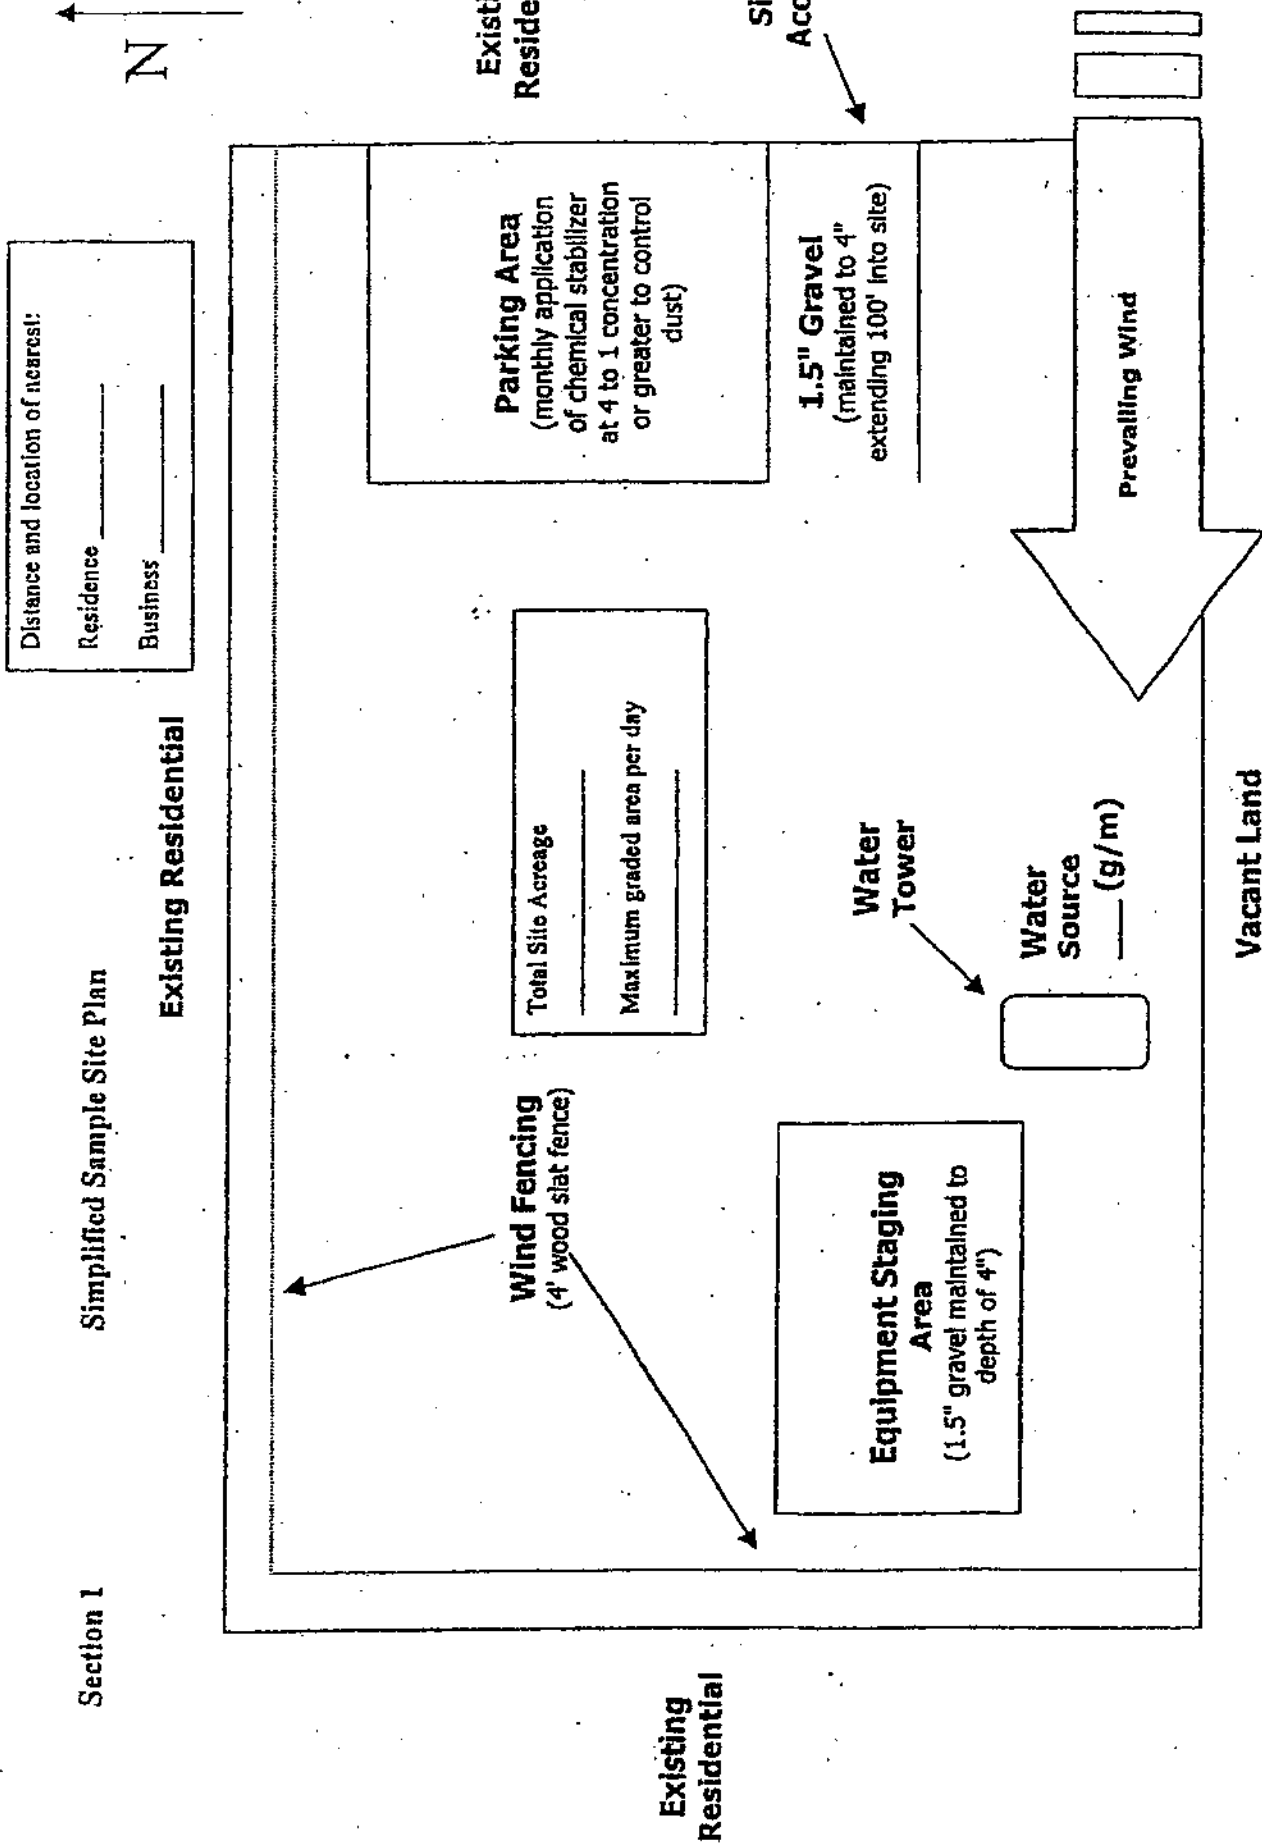 Section 1
Simplified Sample Site Plan
Distance and location of nearest:
Residence
Business
N
Existing Residential
Existing
Residential
Wind Fencing
(4' wood slat fence)
Total Site Acreage
Maximum graded area per day
Parking Area
(monthly application
of chemical stabilizer
at 4 to 1 concentration
or greater to control
dust)
1.5" Gravel
(maintained to 4"
extending 100' into site)
Equipment Staging
Area
(1.5" gravel maintained to
depth of 4")
Water
Tower
Water
Source
(g/m)
Prevailing Wind
Vacant Land